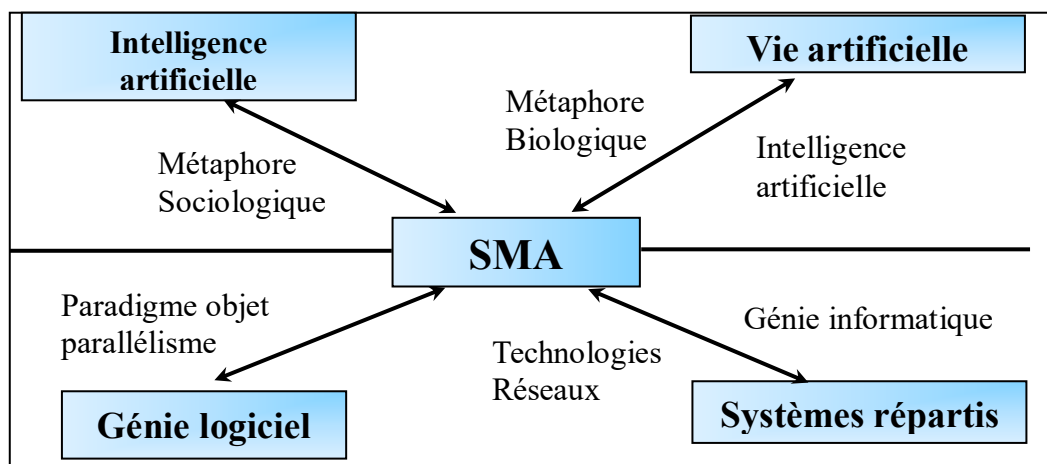 Intelligence
artificielle
Vie artificielle
Métaphore
Biologique
Métaphore
Sociologique
Intelligence
artificielle
SMA
Paradigme objet
parallélisme
Technologies
Réseaux
Génie informatique
Génie logiciel
Systèmes répartis